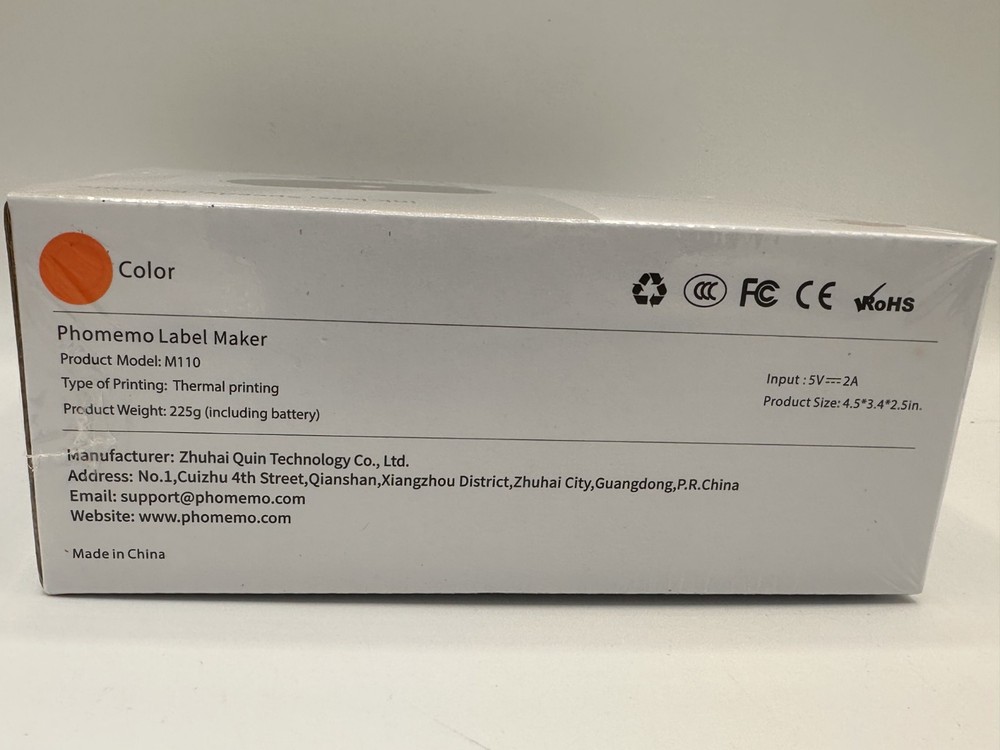 Color
CCC FC CE RoHS
Phomemo Label Maker
Product Model: M110
Type of Printing: Thermal printing
Product Weight: 225g (including battery)
Input : 5V⎓2A
Product Size: 4.5*3.4*2.5in.
Manufacturer: Zhuhai Quin Technology Co., Ltd.
Address: No.1,Cuizhu 4th Street,Qianshan,Xiangzhou District,Zhuhai City,Guangdong,P.R.China
Email: support@phomemo.com
Website: www.phomemo.com
Made in China